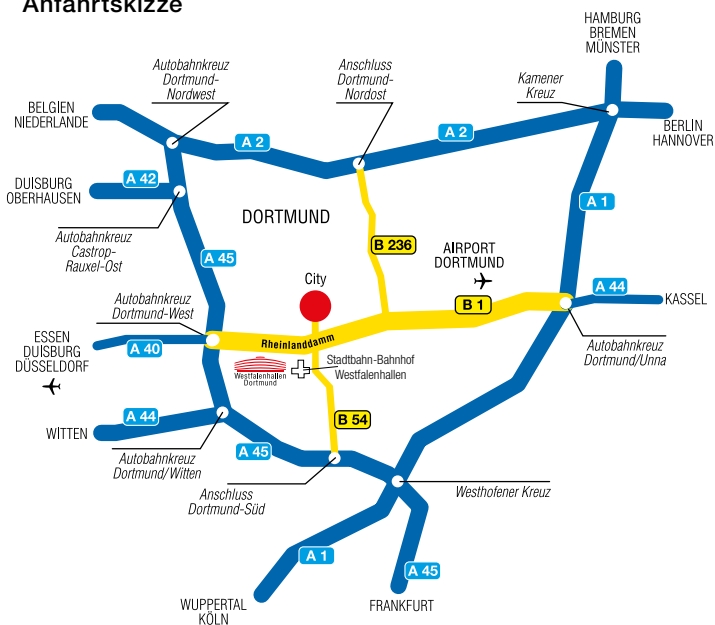 Anfahrtskizze
HAMBURG
BREMEN
MÜNSTER
Autobahnkreuz
Dortmund-
Nordwest
Anschluss
Dortmund-
Nordost
Kamener
Kreuz
BELGIEN
NIEDERLANDE
BERLIN
HANNOVER
A 2
A 2
DUISBURG
OBERHAUSEN
A 42
A 1
DORTMUND
Autobahnkreuz
Castrop-
Rauxel-Ost
B 236
AIRPORT
DORTMUND
A 45
City
A 44
KASSEL
Autobahnkreuz
Dortmund-West
B 1
Rheinlanddamm
ESSEN
DUISBURG
DÜSSELDORF
A 40
Autobahnkreuz
Dortmund/Unna
Westfalenhallen
Dortmund
Stadtbahn-Bahnhof
Westfalenhallen
A 44
WITTEN
B 54
A 45
Autobahnkreuz
Dortmund/Witten
Anschluss
Dortmund-Süd
Westhofener Kreuz
A 1
A 45
WUPPERTAL
KÖLN
FRANKFURT